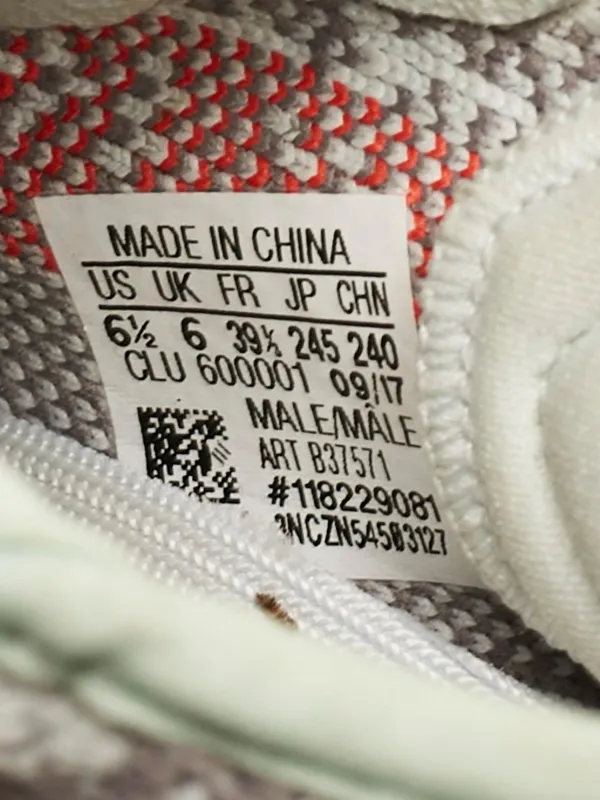 MADE IN CHINA
US UK FR JP CHN
6½ 6 39⅓ 245 240
CLU 600001 09/17
MALE/MÂLE
ART B37571
#118229081